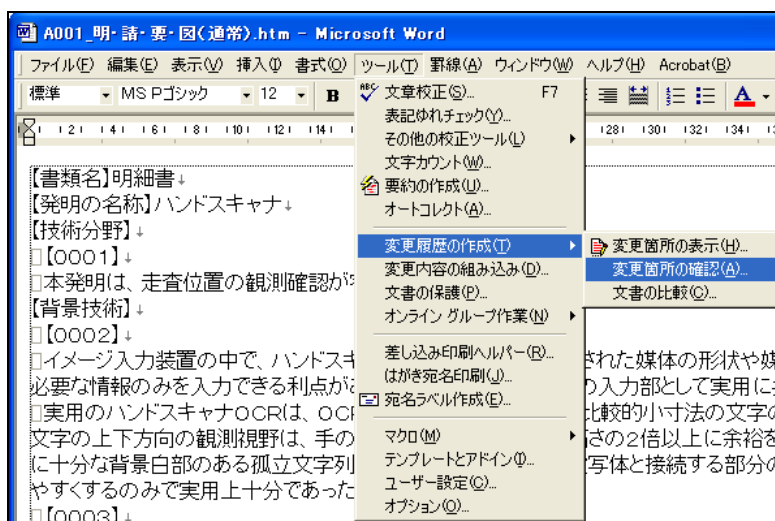 A001_明・請・要・図(通常).htm - Microsoft Word
ファイル(F) 編集(E) 表示(V) 挿入(I) 書式(O) ツール(T) 罫線(A) ウィンドウ(W) ヘルプ(H) Acrobat(B)
標準 MS Pゴシック 12 B A
文章校正(S)... F7
表記ゆれチェック(Y)...
その他の校正ツール(L)
文字カウント(W)...
要約の作成(U)...
オートコレクト(A)...
変更履歴の作成(T)
変更内容の組み込み(D)...
文書の保護(P)...
オンライン グループ作業(N)
差し込み印刷ヘルパー(R)...
はがき宛名印刷(J)...
宛名ラベル作成(E)...
マクロ(M)
テンプレートとアドイン(I)...
ユーザー設定(C)...
オプション(O)...
変更箇所の表示(H)...
変更箇所の確認(A)...
文書の比較(C)...
2 4 6 8 10 12 14 28 30 32 34
【書類名】明細書↓
【発明の名称】ハンドスキャナ↓
【技術分野】↓
□【0001】↓
□本発明は、走査位置の観測確認が
【背景技術】↓
□【0002】↓
□イメージ入力装置の中で、ハンドスキ された媒体の形状や媒
必要な情報のみを入力できる利点が の入力部として実用に
□実用のハンドスキャナOCRは、OC 比較的小寸法の文字の
文字の上下方向の観測視野は、手の さの2倍以上に余裕を
に十分な背景白部のある孤立文字列 写体と接続する部分の
やすくするのみで実用上十分であった
□【0003】↓